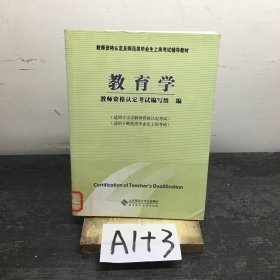 教师资格认定及师范类毕业生上岗考试辅导教材
教育学
教师资格认定考试编写组 编
(适用于小学教师资格认定考试)
(适用于师范类毕业生上岗考试)
Certification of Teacher's Qualification
A1+3